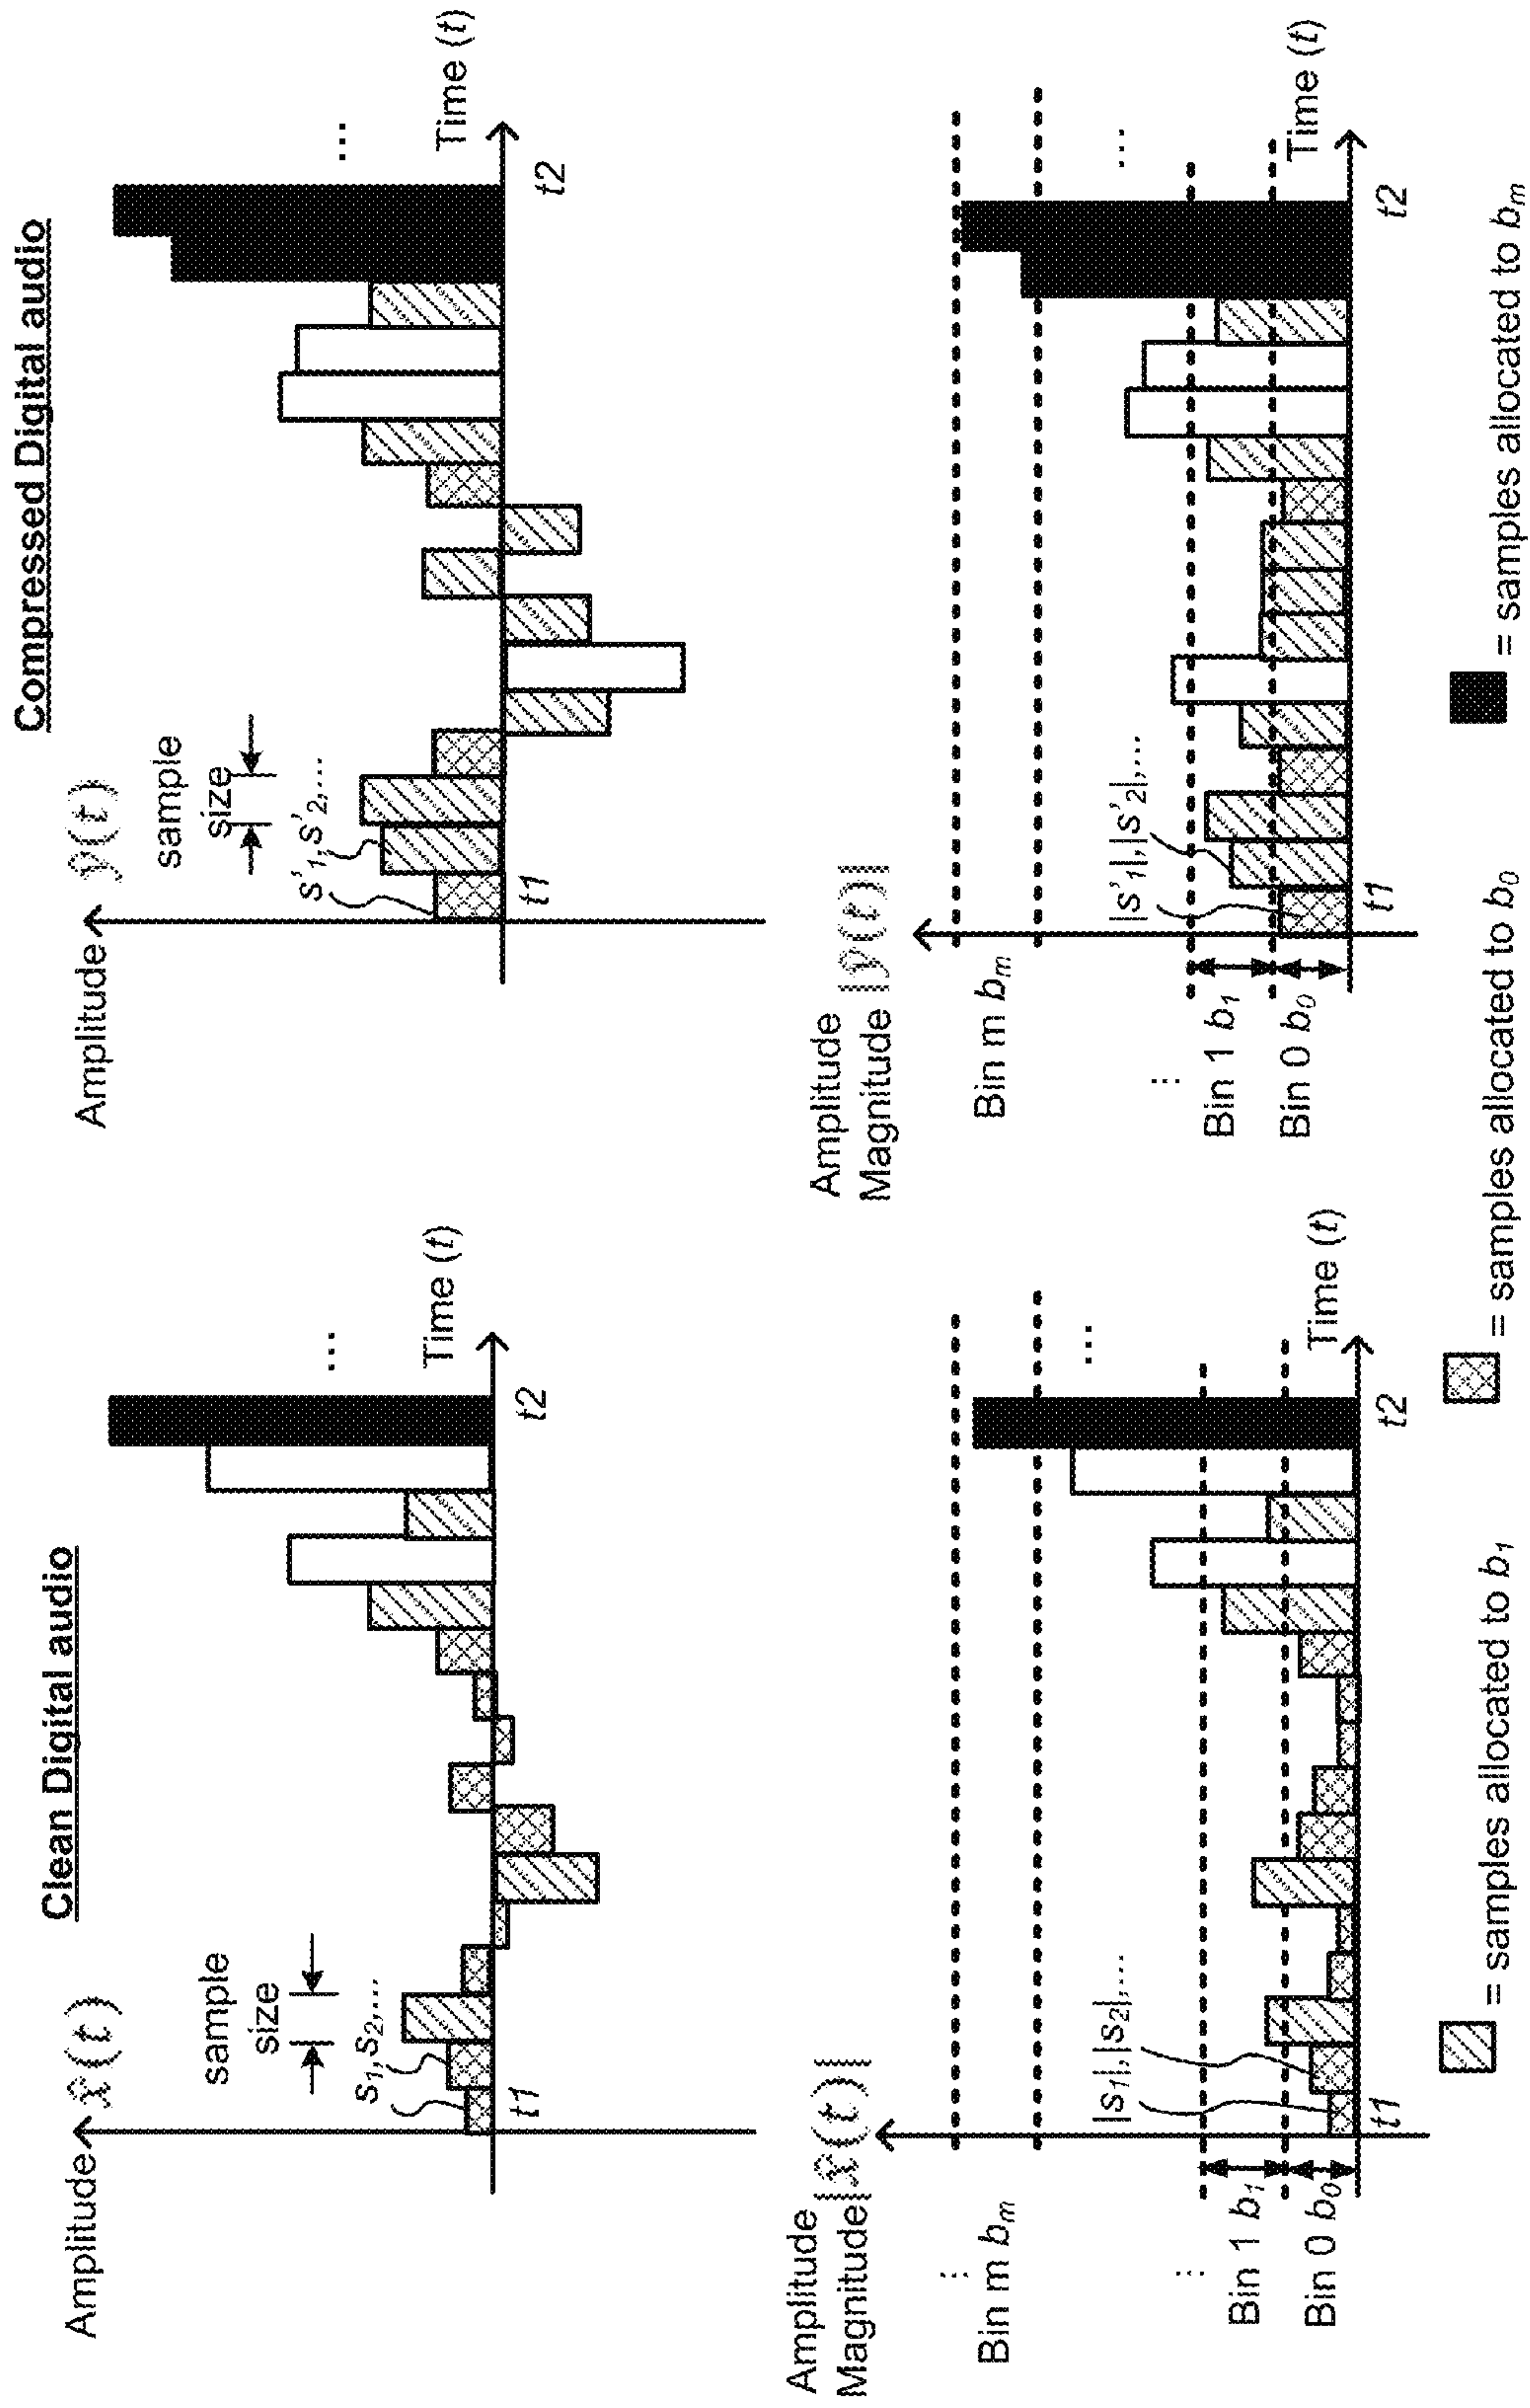 Clean Digital audio
Amplitude x̂(t)
sample
size
s₁,s₂,...
t1
t2
...
Time (t)
Compressed Digital audio
Amplitude
ŷ(t)
sample
size
s'₁,s'₂,...
t1
t2
...
Time (t)
Amplitude
Magnitude |x̂(t)|
⋮
Bin m bₘ
⋮
Bin 1 b₁
Bin 0 b₀
|s₁|,|s₂|,...
t1
t2
...
Time (t)
Amplitude
Magnitude |ŷ(t)|
Bin m bₘ
⋮
Bin 1 b₁
Bin 0 b₀
|s'₁|,|s'₂|,...
t1
t2
...
Time (t)
= samples allocated to b₁
= samples allocated to b₀
= samples allocated to bₘ